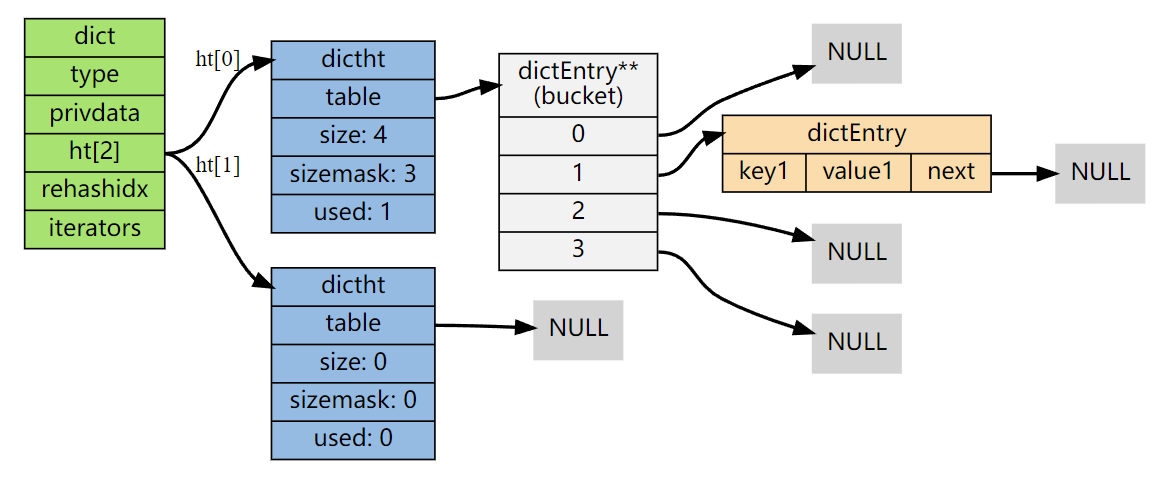 dict
type
privdata
ht[2]
rehashidx
iterators
ht[0]
ht[1]
dictht
table
size: 4
sizemask: 3
used: 1
dictht
table
size: 0
sizemask: 0
used: 0
dictEntry**
(bucket)
0
1
2
3
NULL
NULL
dictEntry
key1 value1 next
NULL
NULL
NULL